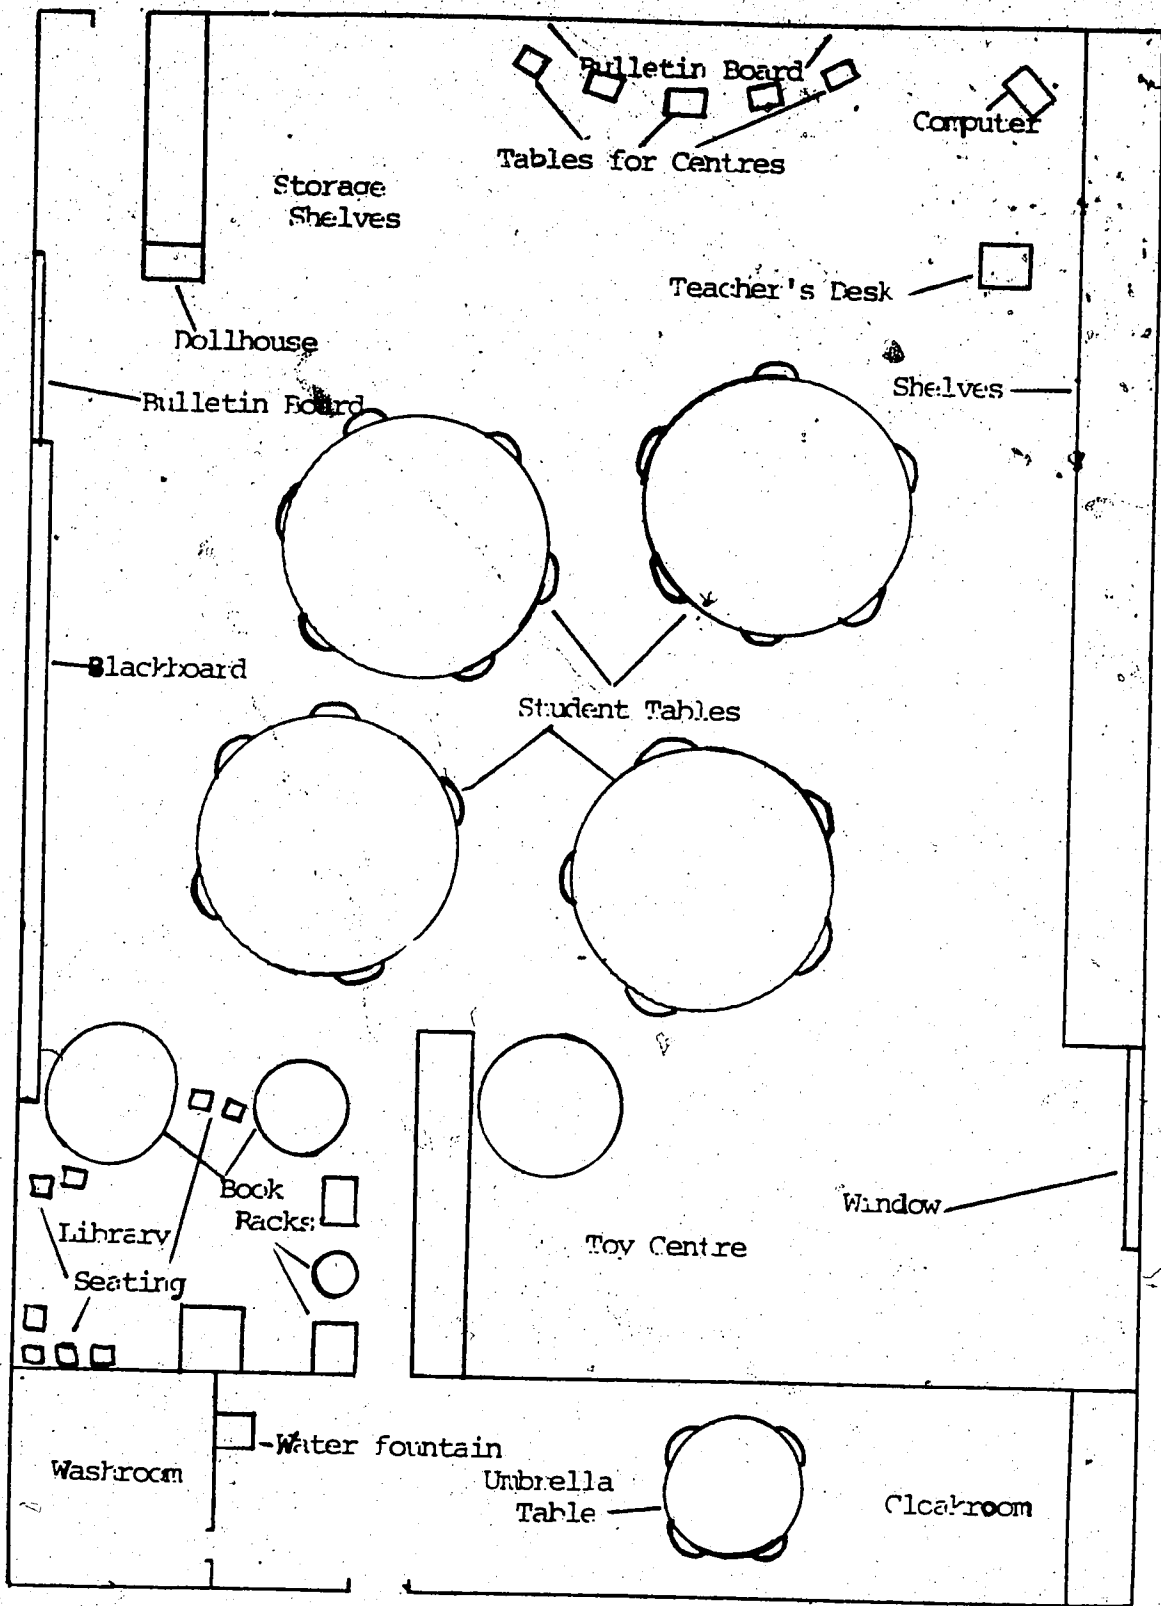 Bulletin Board
Computer
Tables for Centres
Storage
Shelves
Teacher's Desk
Dollhouse
Shelves
Bulletin Board
Blackboard
Student Tables
Book
Racks
Window
Library
Toy Centre
Seating
Water fountain
Washroom
Umbrella
Table
Cloakroom